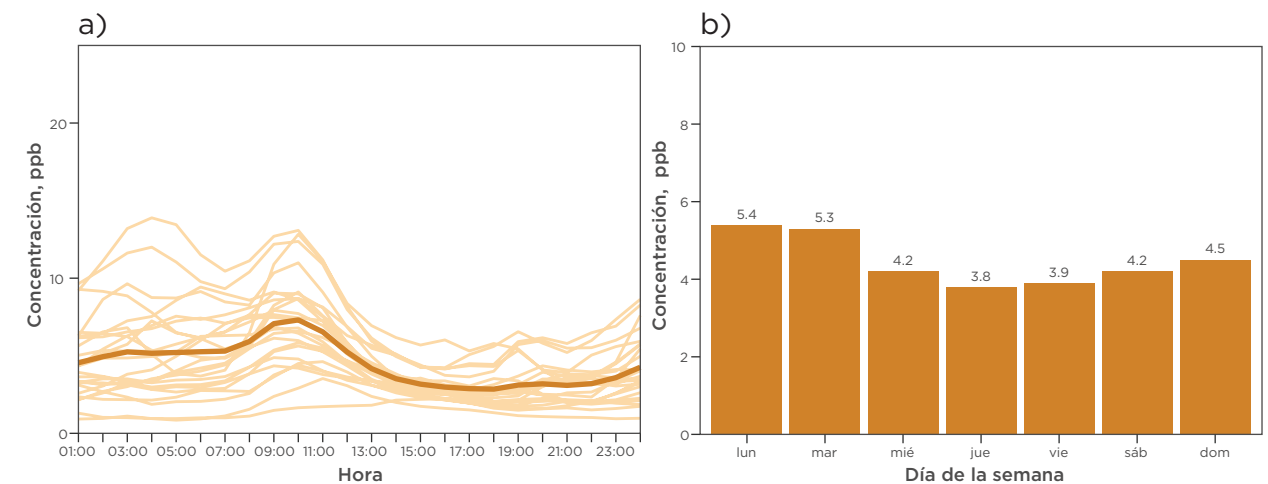 a)
Concentración, ppb
20
10
0
01:00 03:00 05:00 07:00 09:00 11:00 13:00 15:00 17:00 19:00 21:00 23:00
Hora
b)
Concentración, ppb
10
8
6
4
2
0
5.4
5.3
4.2
3.8
3.9
4.2
4.5
lun mar mié jue vie sáb dom
Día de la semana